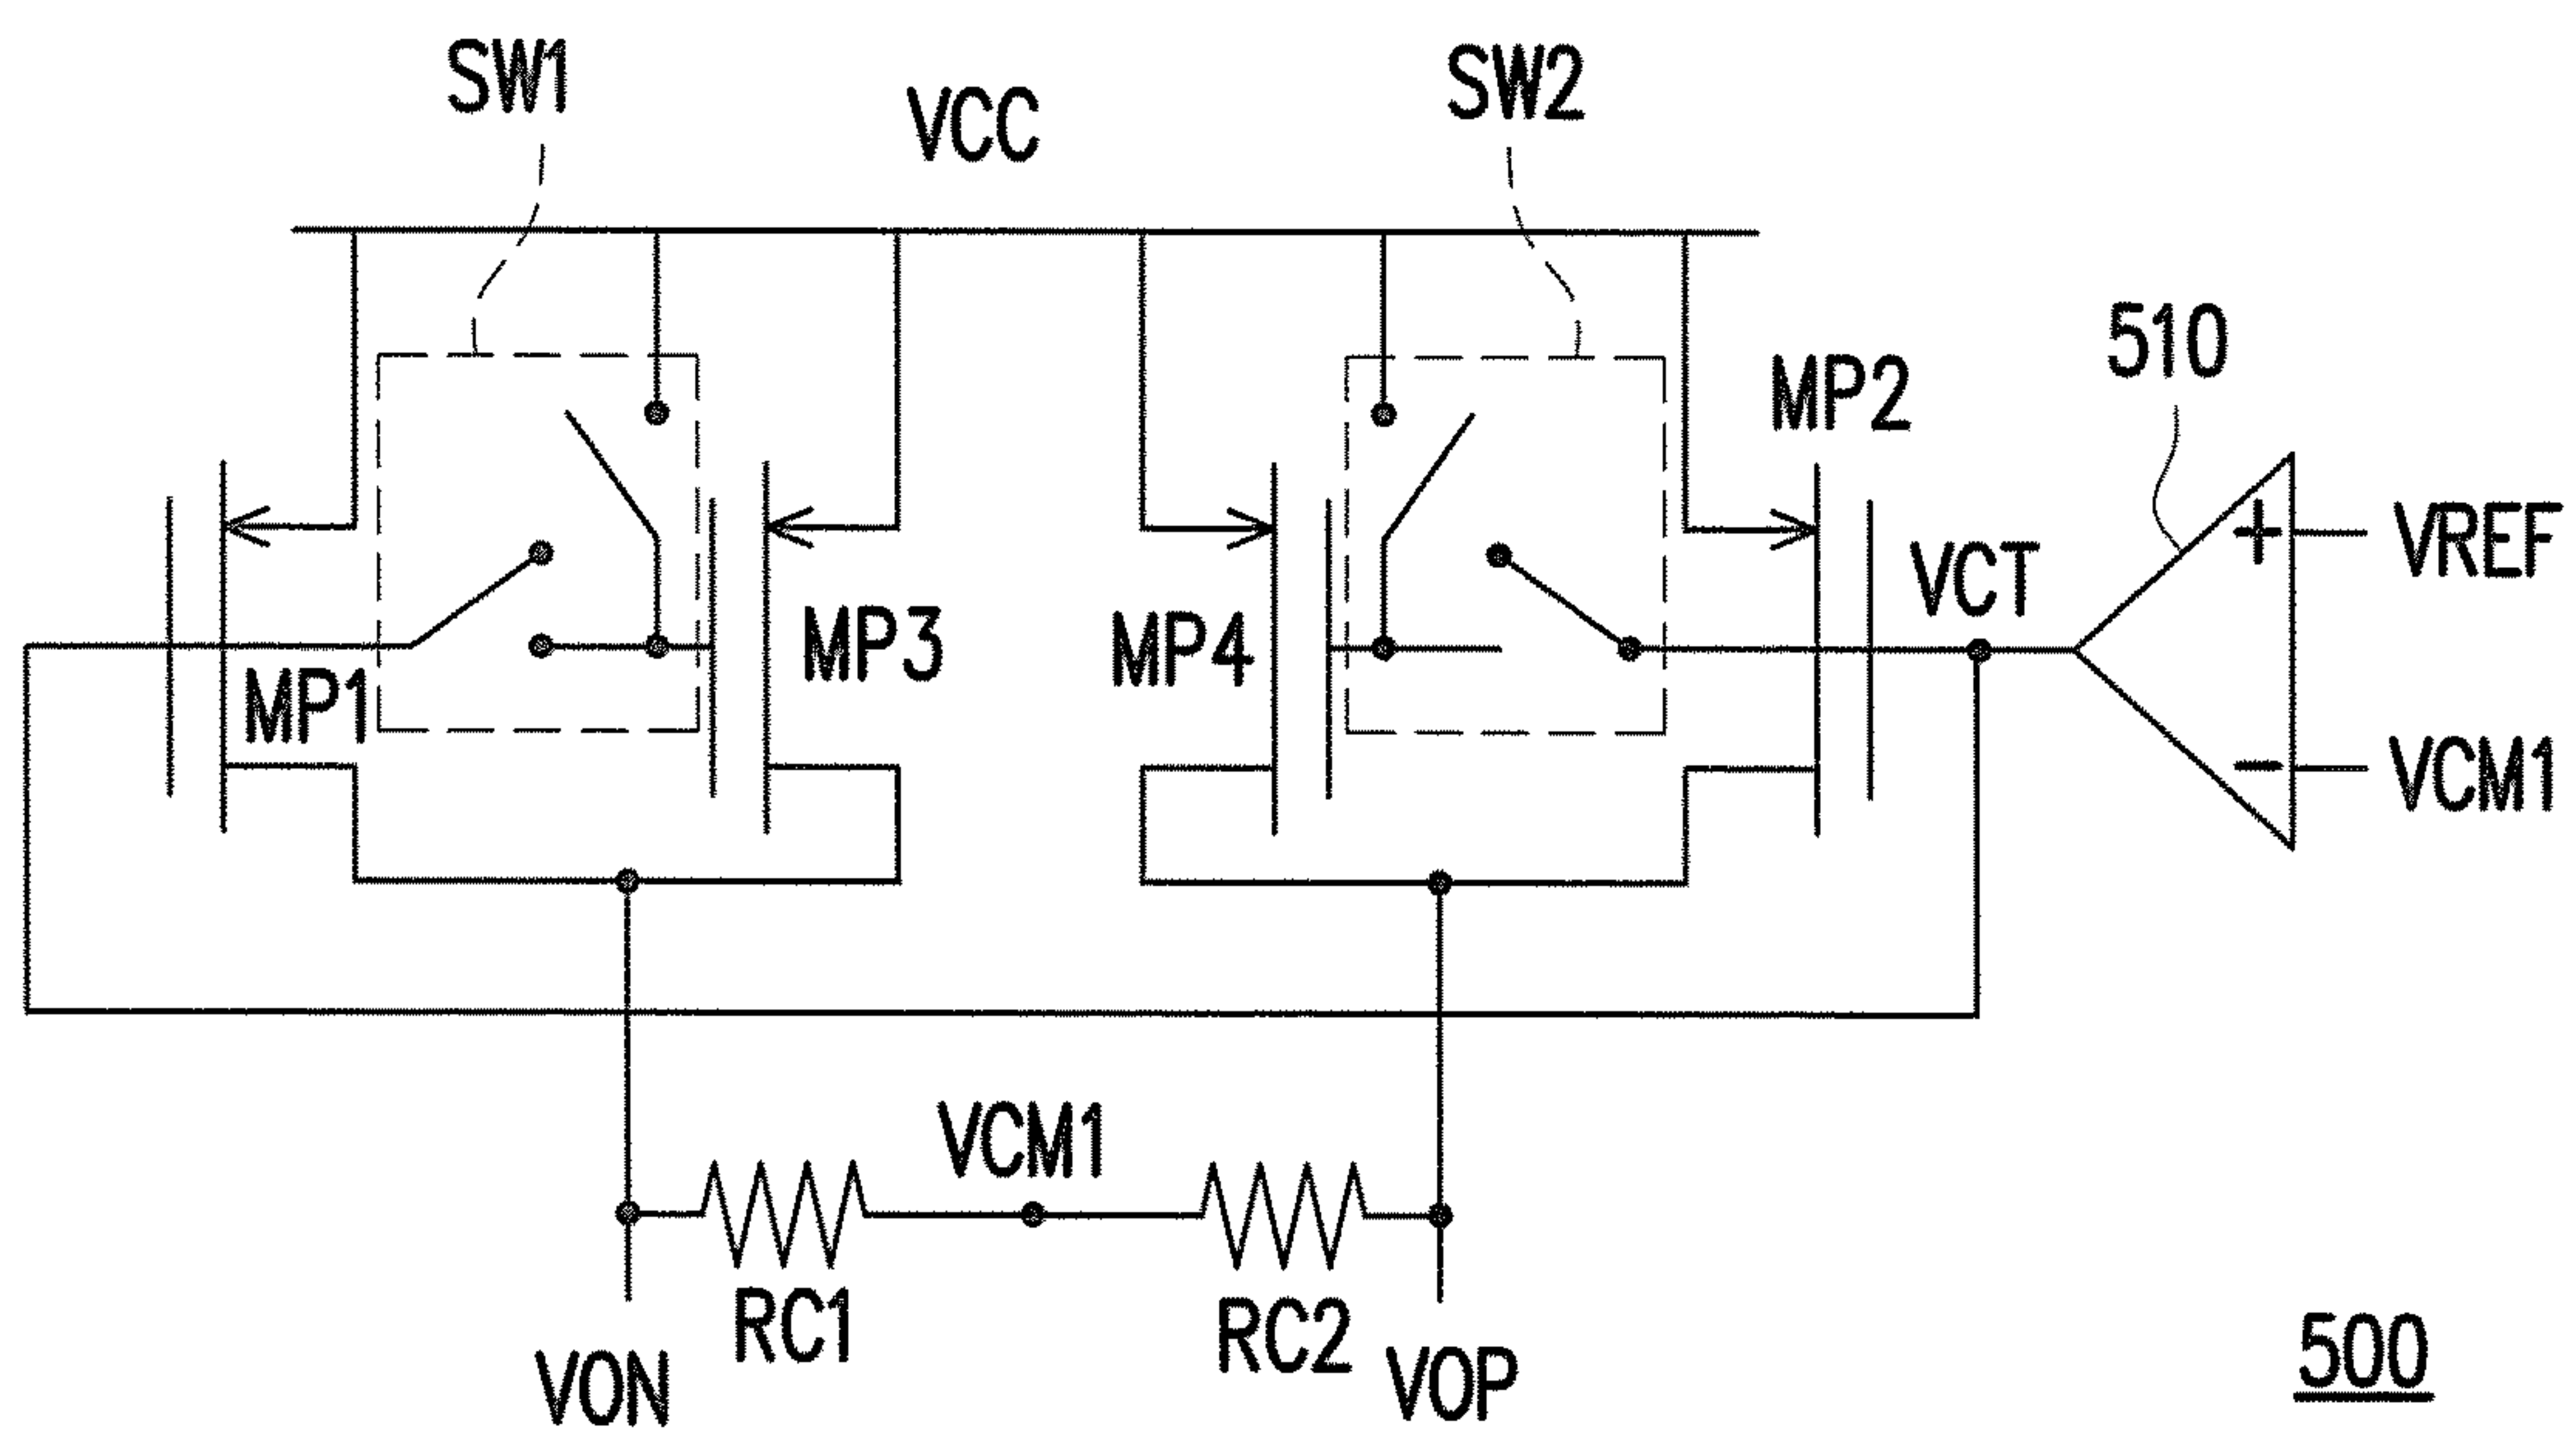 SW1
VCC
SW2
510
MP2
VREF
VCT
MP3
MP4
MP1
VCM1
+
−
VCM1
RC1
RC2
VON
VOP
500